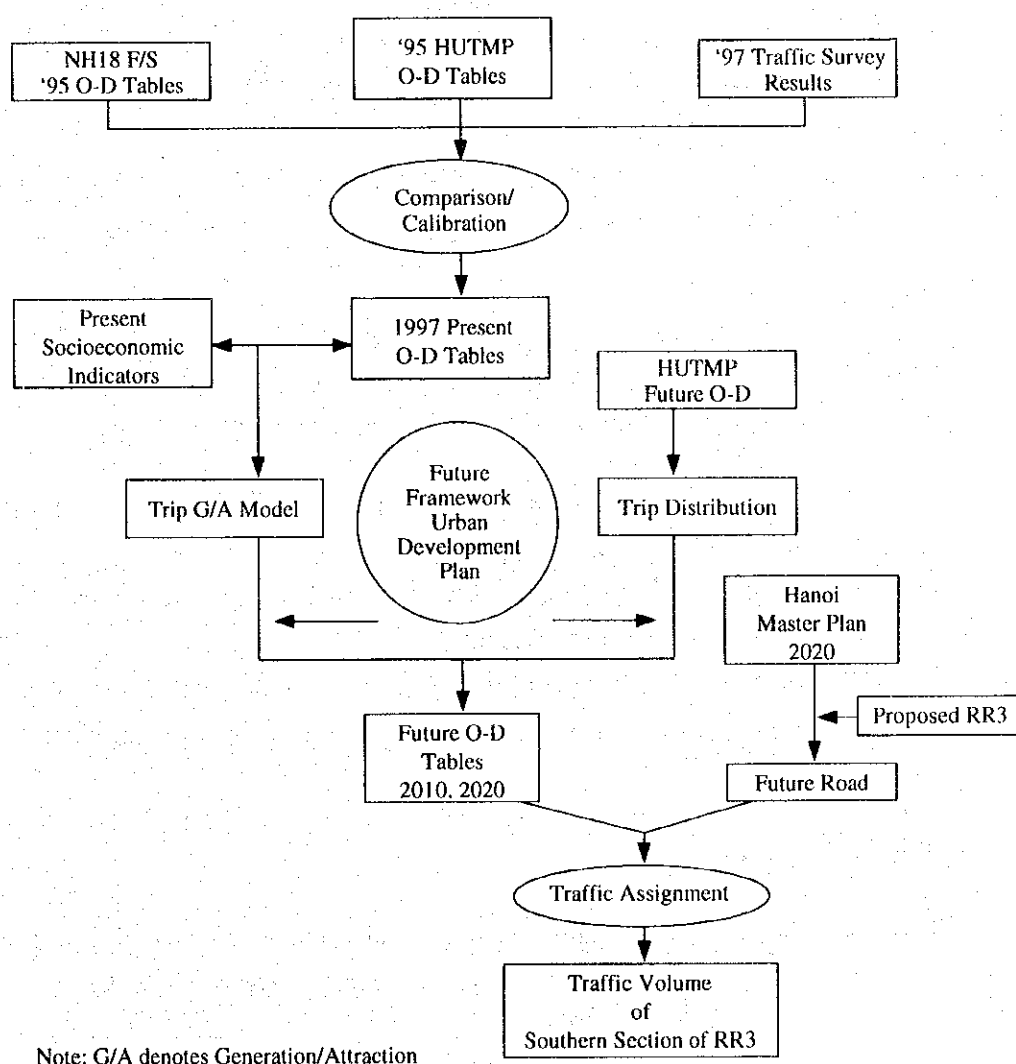 NH18 F/S
'95 O-D Tables
'95 HUTMP
O-D Tables
'97 Traffic Survey
Results
Comparison/
Calibration
Present
Socioeconomic
Indicators
1997 Present
O-D Tables
HUTMP
Future O-D
Trip G/A Model
Future
Framework
Urban
Development
Plan
Trip Distribution
Hanoi
Master Plan
2020
Proposed RR3
Future O-D
Tables
2010, 2020
Future Road
Traffic Assignment
Traffic Volume
of
Southern Section of RR3
Note: G/A denotes Generation/Attraction